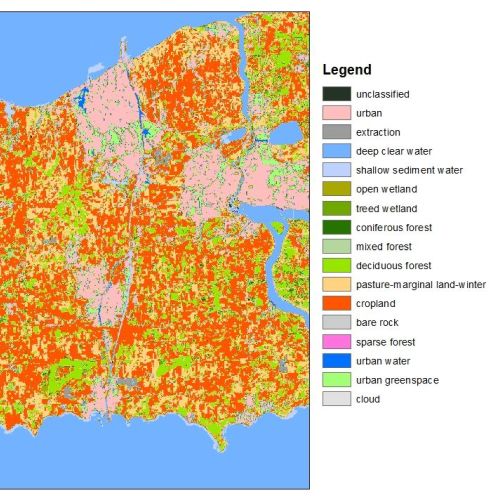 Legend
unclassified
urban
extraction
deep clear water
shallow sediment water
open wetland
treed wetland
coniferous forest
mixed forest
deciduous forest
pasture-marginal land-winter
cropland
bare rock
sparse forest
urban water
urban greenspace
cloud